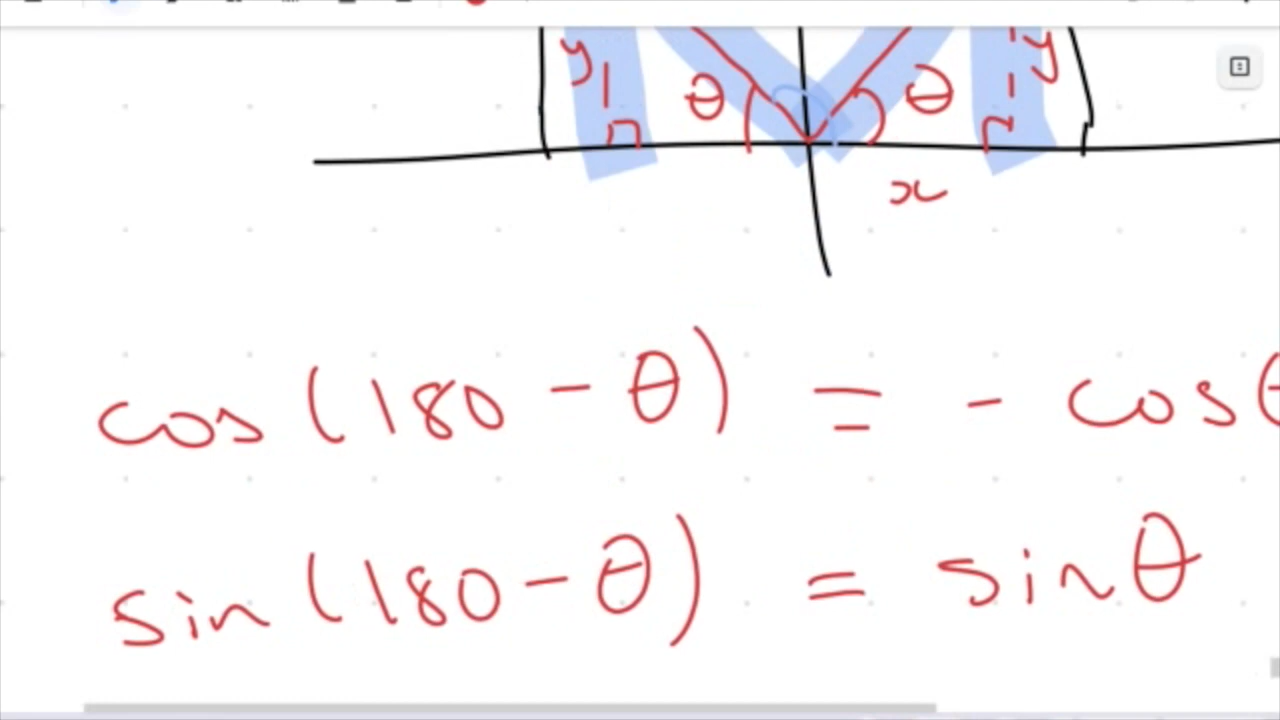 y θ θ y
x
cos(180 - θ) = - cosθ
sin(180 - θ) = sinθ